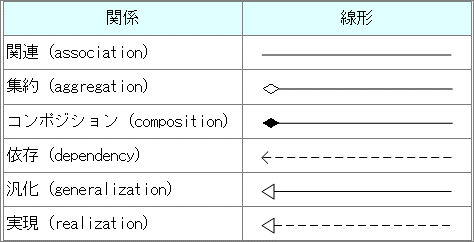 関係 線形
関連 (association)
集約 (aggregation)
コンポジション (composition)
依存 (dependency)
汎化 (generalization)
実現 (realization)